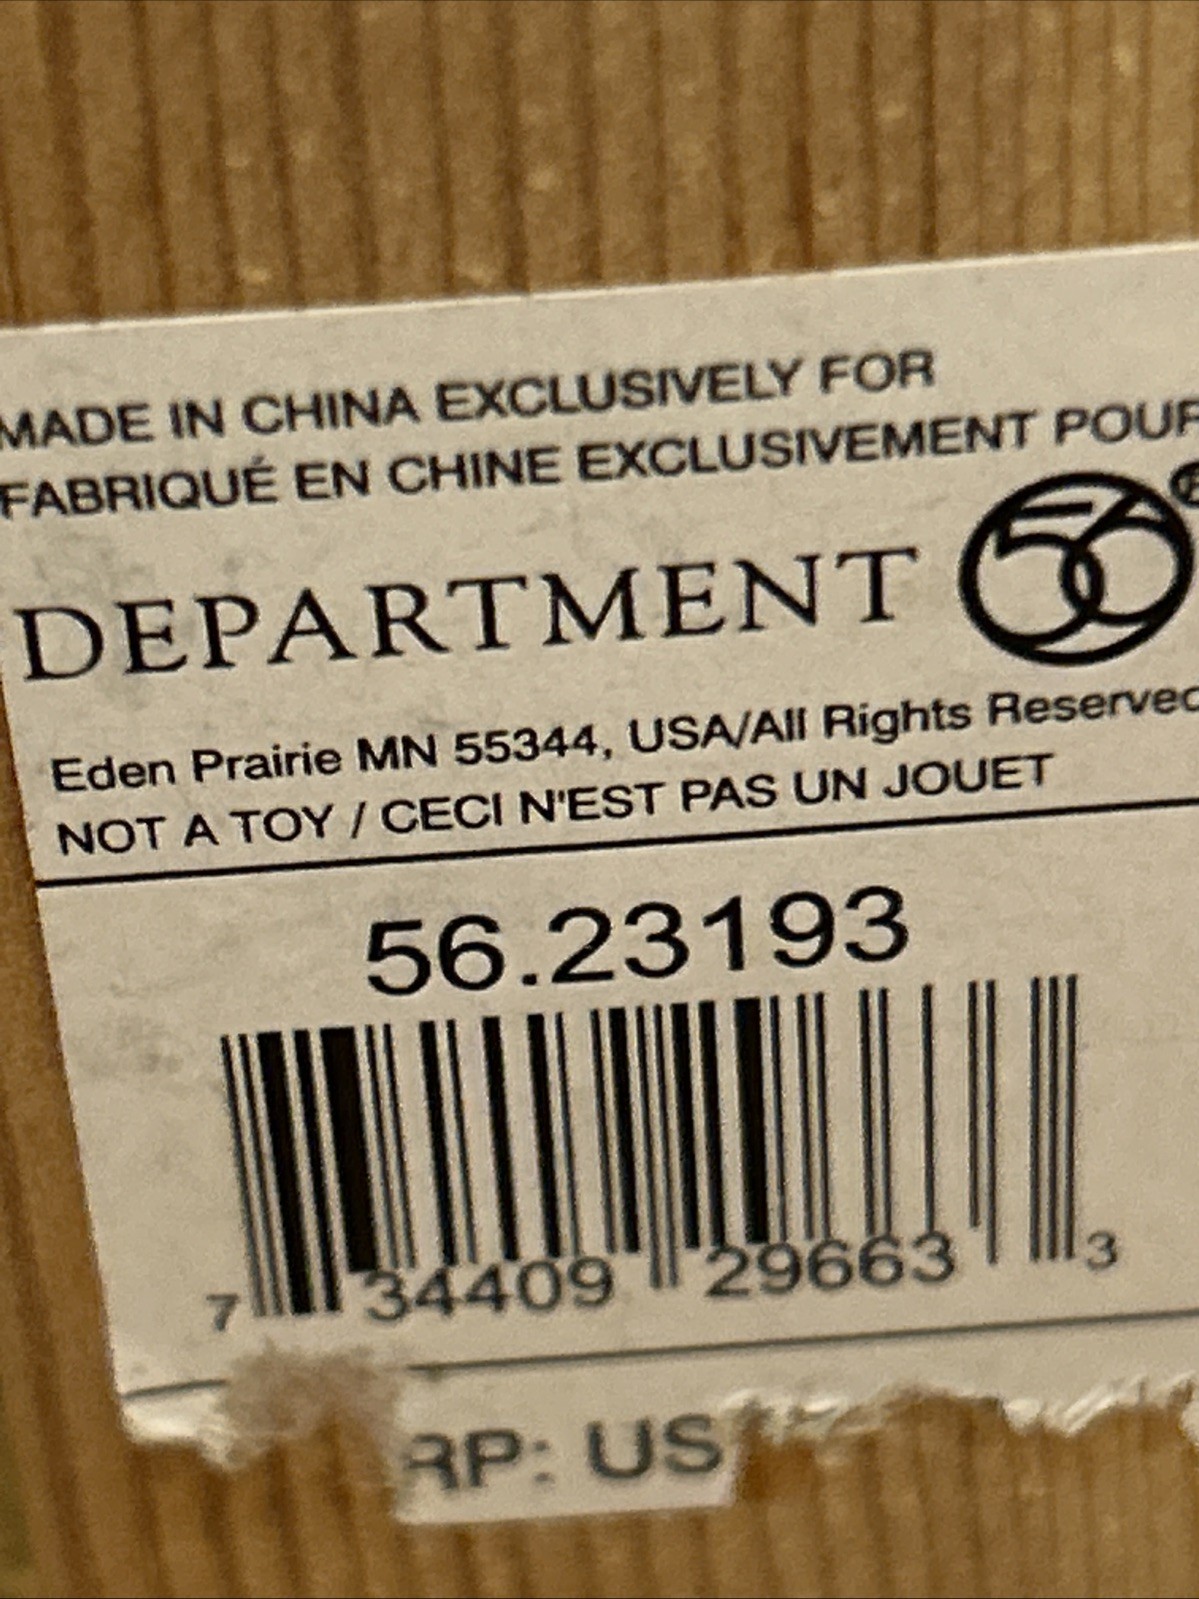 MADE IN CHINA EXCLUSIVELY FOR
FABRIQUÉ EN CHINE EXCLUSIVEMENT POUR
DEPARTMENT 56®
Eden Prairie MN 55344, USA/All Rights Reserved
NOT A TOY / CECI N'EST PAS UN JOUET
56.23193
7 34409 29663 3
RP: US